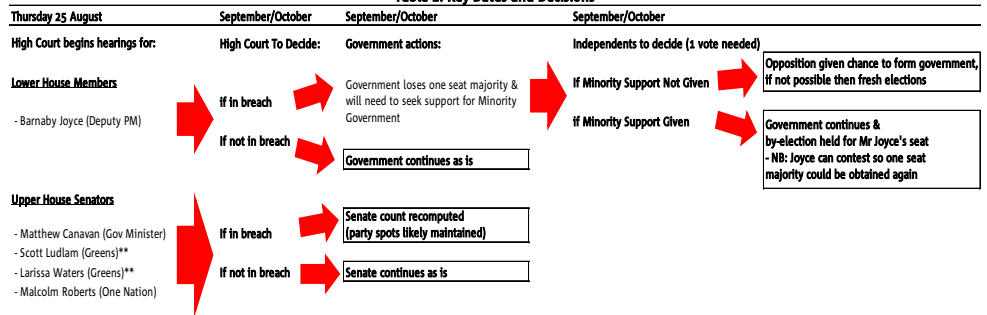 Table 2: Key Dates and Decisions
Thursday 25 August September/October September/October September/October
High Court begins hearings for: High Court To Decide: Government actions: Independents to decide (1 vote needed)
Lower House Members
- Barnaby Joyce (Deputy PM)
if in breach
If not in breach
Government loses one seat majority &
will need to seek support for Minority
Government
Government continues as is
If Minority Support Not Given
if Minority Support Given
Opposition given chance to form government,
if not possible then fresh elections
Government continues &
by-election held for Mr Joyce's seat
- NB: Joyce can contest so one seat
majority could be obtained again
Upper House Senators
- Matthew Canavan (Gov Minister)
- Scott Ludlam (Greens)**
- Larissa Waters (Greens)**
- Malcolm Roberts (One Nation)
If in breach
If not in breach
Senate count recomputed
(party spots likely maintained)
Senate continues as is